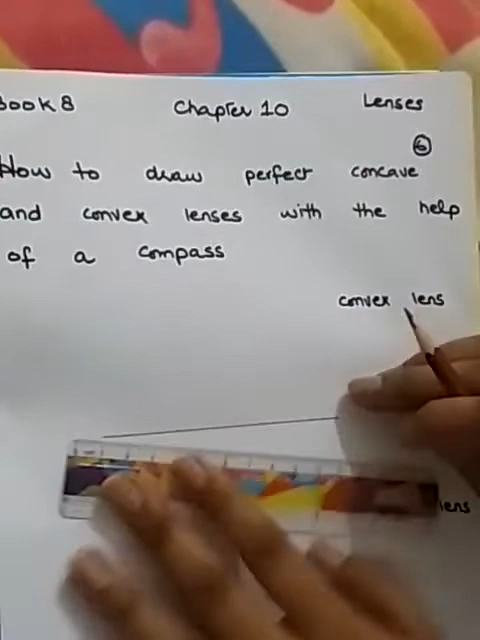 Book 8 Chapter 10 Lenses
6
How to draw perfect concave
and convex lenses with the help
of a compass
convex lens
lens